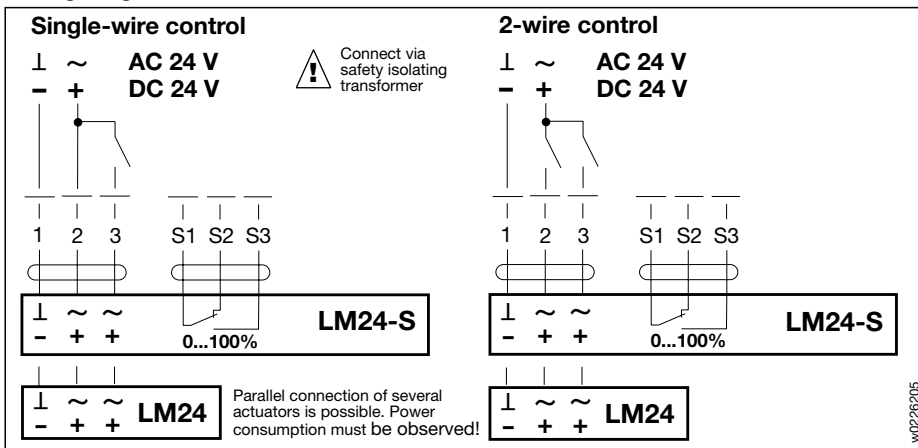 Single-wire control
⊥ ~ AC 24 V
– + DC 24 V
Connect via
safety isolating
transformer
1 2 3 S1 S2 S3
⊥ ~ ~
– + +
0...100%
LM24-S
⊥ ~ ~
– + +
LM24
Parallel connection of several
actuators is possible. Power
consumption must be observed!
2-wire control
⊥ ~ AC 24 V
– + DC 24 V
1 2 3 S1 S2 S3
⊥ ~ ~
– + +
0...100%
LM24-S
⊥ ~ ~
– + +
LM24
w0226205